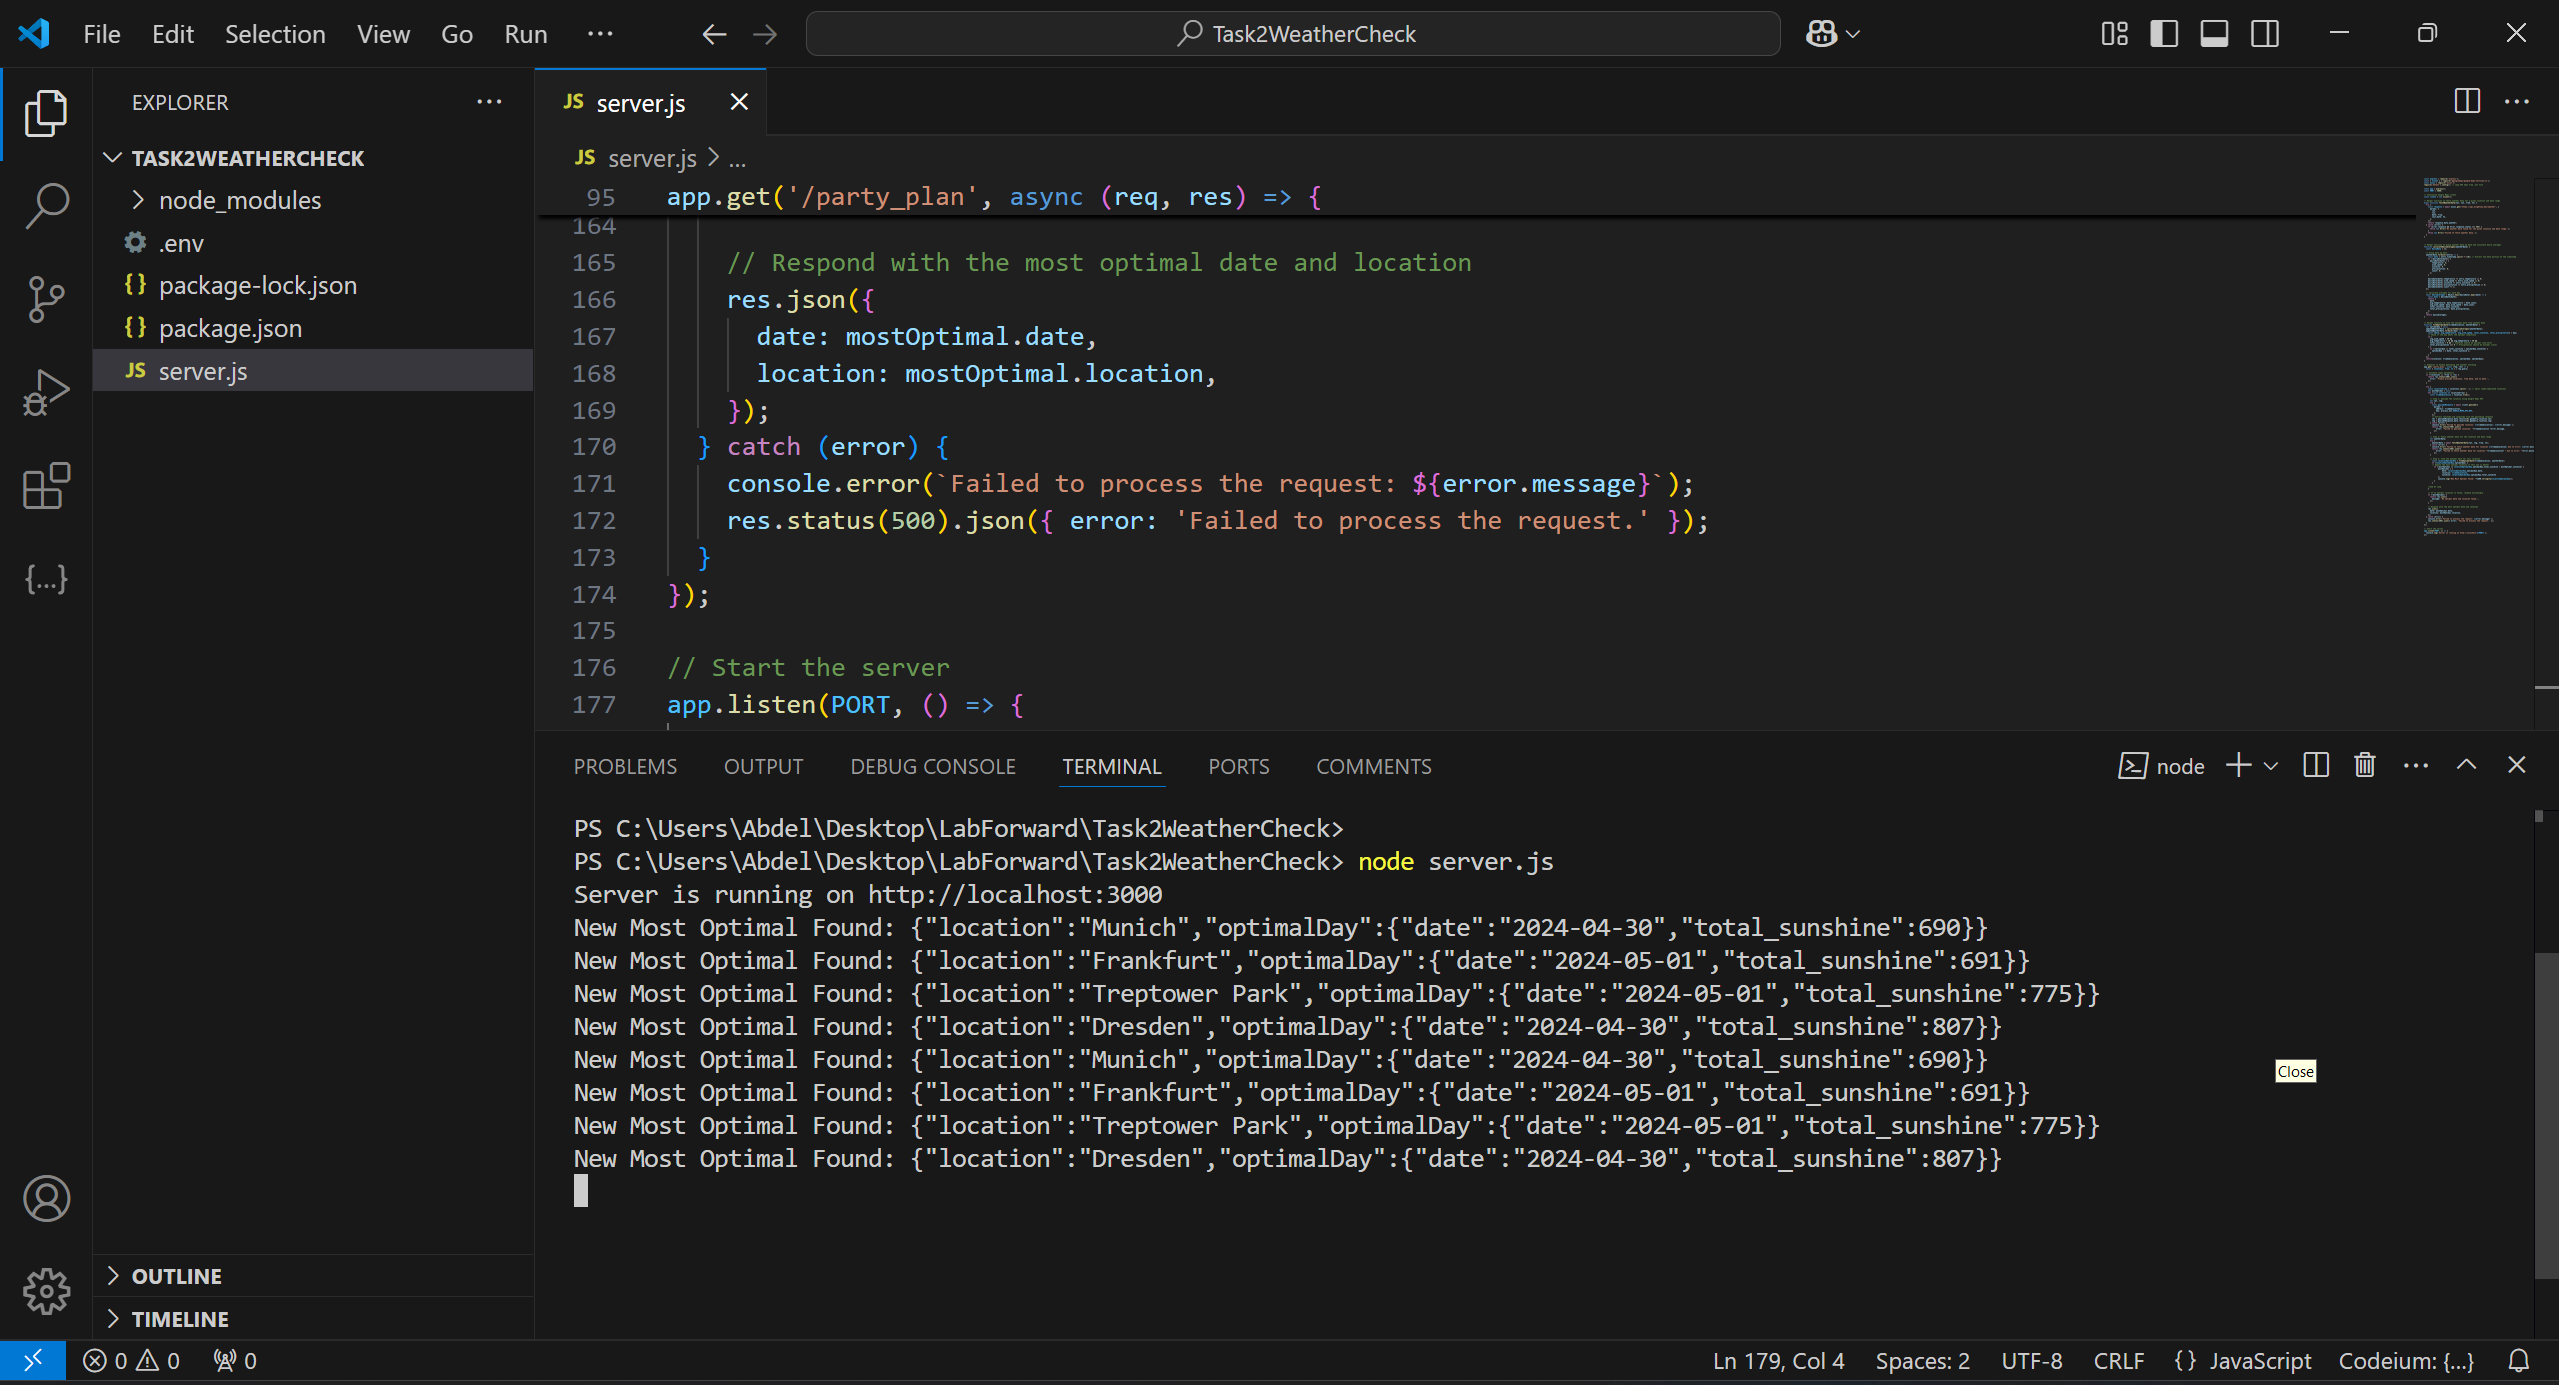 File Edit Selection View Go Run ··· Task2WeatherCheck
EXPLORER ···
TASK2WEATHERCHECK
node_modules
.env
{} package-lock.json
{} package.json
JS server.js
OUTLINE
TIMELINE
JS server.js
JS server.js > ...
95 app.get('/party_plan', async (req, res) => {
164
165 // Respond with the most optimal date and location
166 res.json({
167 date: mostOptimal.date,
168 location: mostOptimal.location,
169 });
170 } catch (error) {
171 console.error(`Failed to process the request: ${error.message}`);
172 res.status(500).json({ error: 'Failed to process the request.' });
173 }
174 });
175
176 // Start the server
177 app.listen(PORT, () => {
PROBLEMS OUTPUT DEBUG CONSOLE TERMINAL PORTS COMMENTS node
PS C:\Users\Abdel\Desktop\LabForward\Task2WeatherCheck>
PS C:\Users\Abdel\Desktop\LabForward\Task2WeatherCheck> node server.js
Server is running on http://localhost:3000
New Most Optimal Found: {"location":"Munich","optimalDay":{"date":"2024-04-30","total_sunshine":690}}
New Most Optimal Found: {"location":"Frankfurt","optimalDay":{"date":"2024-05-01","total_sunshine":691}}
New Most Optimal Found: {"location":"Treptower Park","optimalDay":{"date":"2024-05-01","total_sunshine":775}}
New Most Optimal Found: {"location":"Dresden","optimalDay":{"date":"2024-04-30","total_sunshine":807}}
New Most Optimal Found: {"location":"Munich","optimalDay":{"date":"2024-04-30","total_sunshine":690}}
New Most Optimal Found: {"location":"Frankfurt","optimalDay":{"date":"2024-05-01","total_sunshine":691}}
New Most Optimal Found: {"location":"Treptower Park","optimalDay":{"date":"2024-05-01","total_sunshine":775}}
New Most Optimal Found: {"location":"Dresden","optimalDay":{"date":"2024-04-30","total_sunshine":807}}
Close
0 0 0 Ln 179, Col 4 Spaces: 2 UTF-8 CRLF {} JavaScript Codeium: {...}